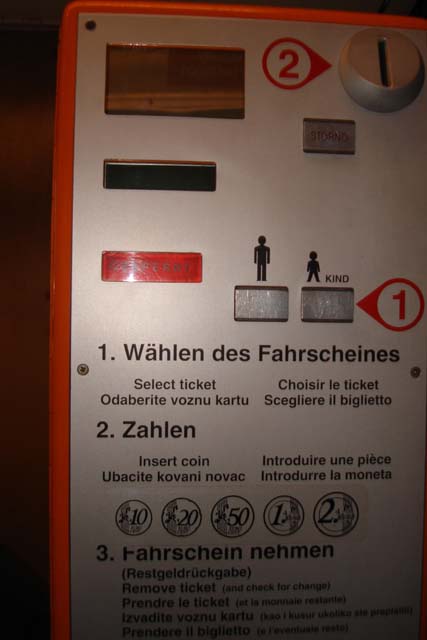 2
STORNO
KIND
1
1. Wählen des Fahrscheines
Select ticket Choisir le ticket
Odaberite voznu kartu Scegliere il biglietto
2. Zahlen
Insert coin Introduire une pièce
Ubacite kovani novac Introdurre la moneta
10 20 50 1 2
3. Fahrschein nehmen
(Restgeldrückgabe)
Remove ticket (and check for change)
Prendre le ticket (et la monnaie restante)
Izvadite voznu kartu (kao i kusur ukoliko ste preplatili)
Prendere il biglietto (e l'eventuale resto)